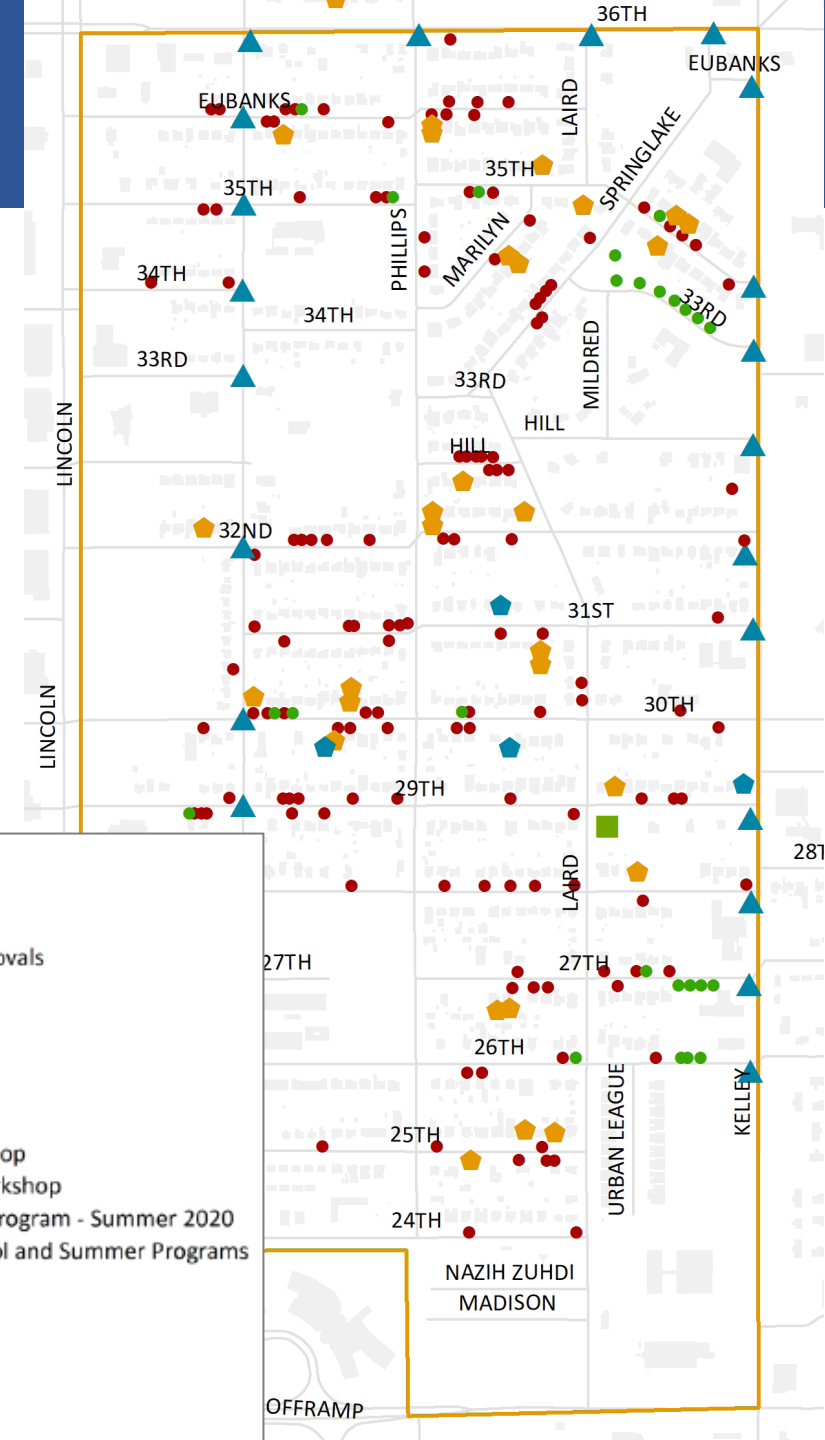 36TH
EUBANKS
EUBANKS
LAIRD
SPRINGLAKE
35TH
35TH
PHILLIPS
MARILYN
34TH
34TH
33RD
33RD
33RD
MILDRED
LINCOLN
HILL
HILL
32ND
31ST
LINCOLN
30TH
29TH
28T
LAIRD
ovals
27TH
27TH
26TH
URBAN LEAGUE
KELLEY
25TH
op
kshop
rogram - Summer 2020
ol and Summer Programs
24TH
NAZIH ZUHDI
MADISON
OFFRAMP